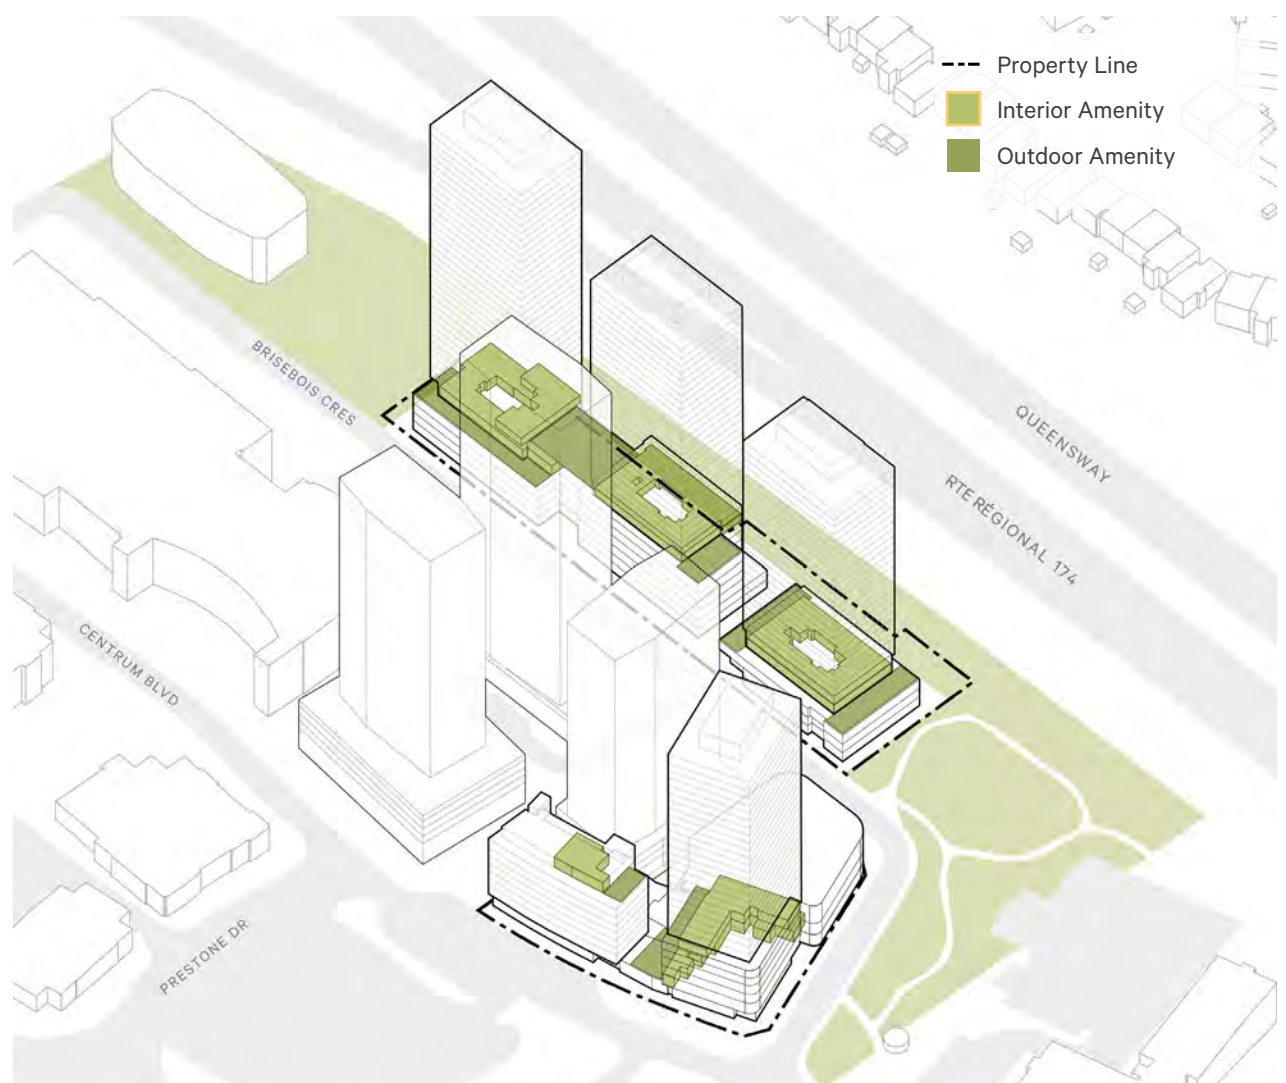 Property Line
Interior Amenity
Outdoor Amenity
BRISEBOIS CRES
QUEENSWAY
RTE RÉGIONAL 174
CENTRUM BLVD
PRESTONE DR